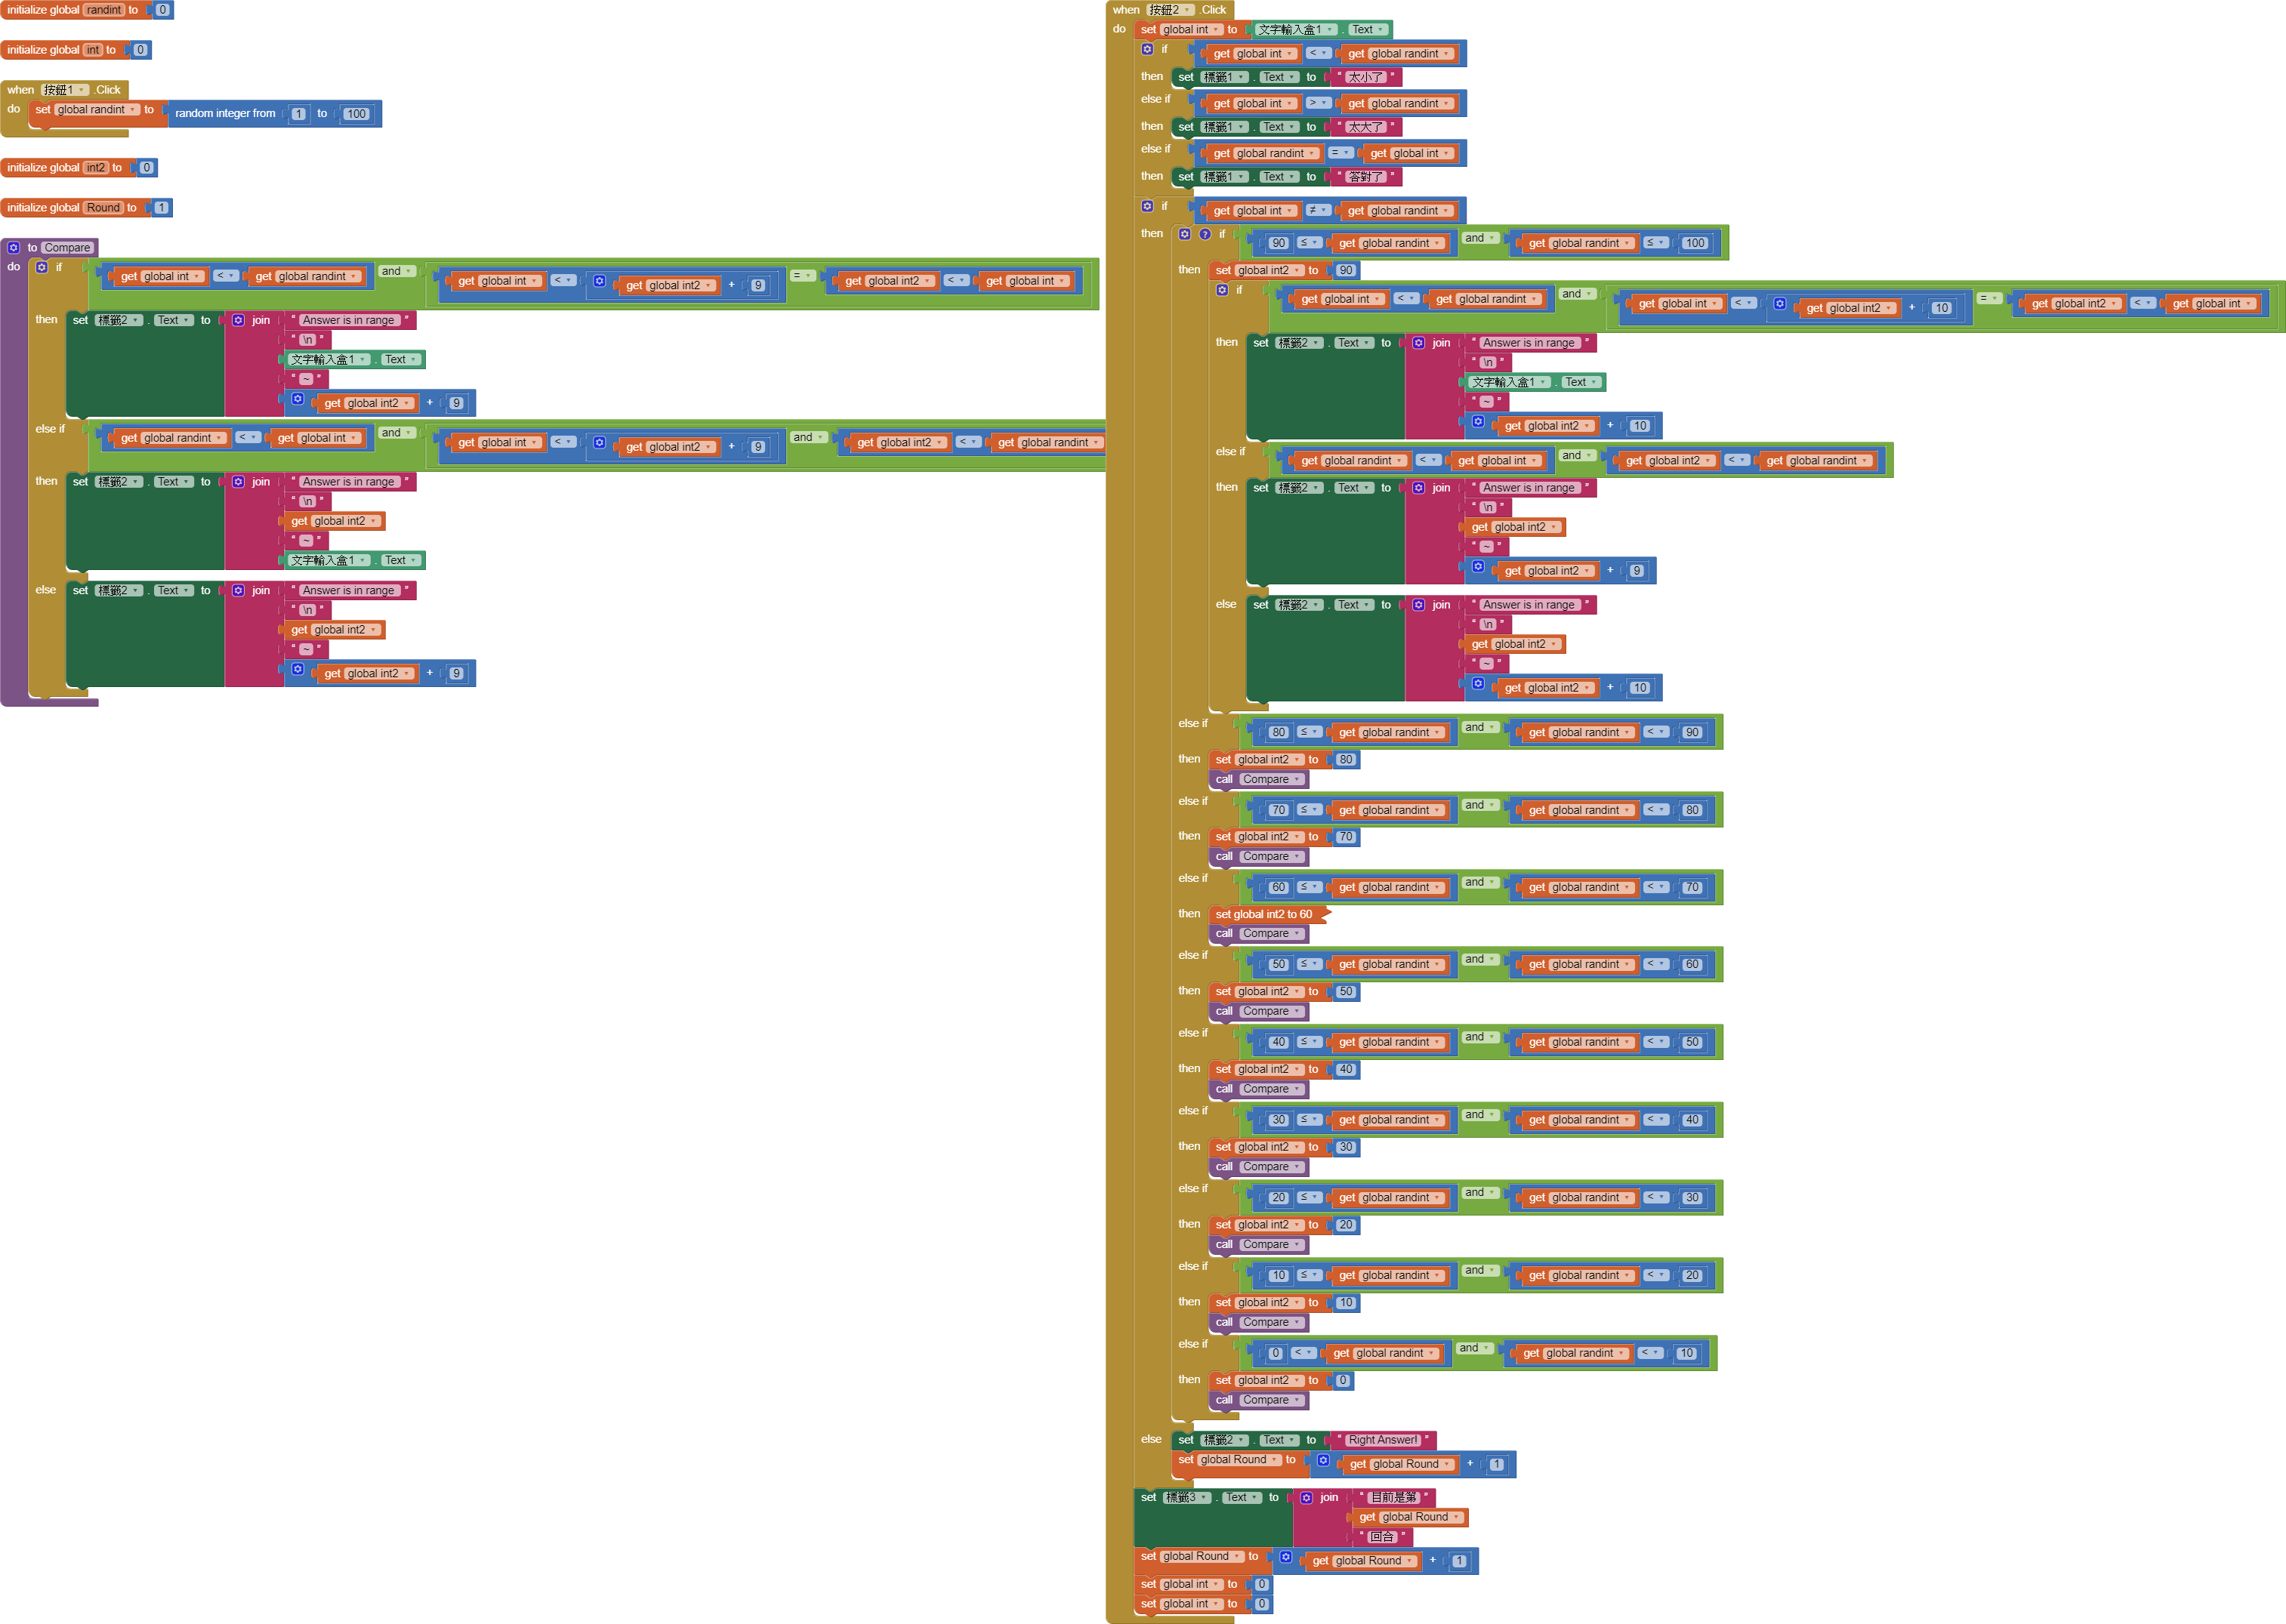 initialize global randint to 0
initialize global int to 0
when 按鈕1 .Click
do set global randint to random integer from 1 to 100
initialize global int2 to 0
initialize global Round to 1
to Compare
do if get global int < get global randint and get global int < get global int2 + 9 = get global int2 < get global int
then set 標籤2 . Text to join " Answer is in range "
" \n "
文字輸入盒1 . Text
" ~ "
get global int2 + 9
else if get global randint < get global int and get global int < get global int2 + 9 and get global int2 < get global randint
then set 標籤2 . Text to join " Answer is in range "
" \n "
get global int2
" ~ "
文字輸入盒1 . Text
else set 標籤2 . Text to join " Answer is in range "
" \n "
get global int2
" ~ "
get global int2 + 9
when 按鈕2 .Click
do set global int to 文字輸入盒1 . Text
if get global int < get global randint
then set 標籤1 . Text to " 太小了 "
else if get global int > get global randint
then set 標籤1 . Text to " 太大了 "
else if get global randint = get global int
then set 標籤1 . Text to " 答對了 "
if get global int ≠ get global randint
then ? if 90 ≤ get global randint and get global randint ≤ 100
then set global int2 to 90
if get global int < get global randint and get global int < get global int2 + 10 = get global int2 < get global int
then set 標籤2 . Text to join " Answer is in range "
" \n "
文字輸入盒1 . Text
" ~ "
get global int2 + 10
else if get global randint < get global int and get global int2 < get global randint
then set 標籤2 . Text to join " Answer is in range "
" \n "
get global int2
" ~ "
get global int2 + 9
else set 標籤2 . Text to join " Answer is in range "
" \n "
get global int2
" ~ "
get global int2 + 10
else if 80 ≤ get global randint and get global randint < 90
then set global int2 to 80
call Compare
else if 70 ≤ get global randint and get global randint < 80
then set global int2 to 70
call Compare
else if 60 ≤ get global randint and get global randint < 70
then set global int2 to 60
call Compare
else if 50 ≤ get global randint and get global randint < 60
then set global int2 to 50
call Compare
else if 40 ≤ get global randint and get global randint < 50
then set global int2 to 40
call Compare
else if 30 ≤ get global randint and get global randint < 40
then set global int2 to 30
call Compare
else if 20 ≤ get global randint and get global randint < 30
then set global int2 to 20
call Compare
else if 10 ≤ get global randint and get global randint < 20
then set global int2 to 10
call Compare
else if 0 < get global randint and get global randint < 10
then set global int2 to 0
call Compare
else set 標籤2 . Text to " Right Answer! "
set global Round to get global Round + 1
set 標籤3 . Text to join " 目前是第 "
get global Round
" 回合 "
set global Round to get global Round + 1
set global int to 0
set global int to 0